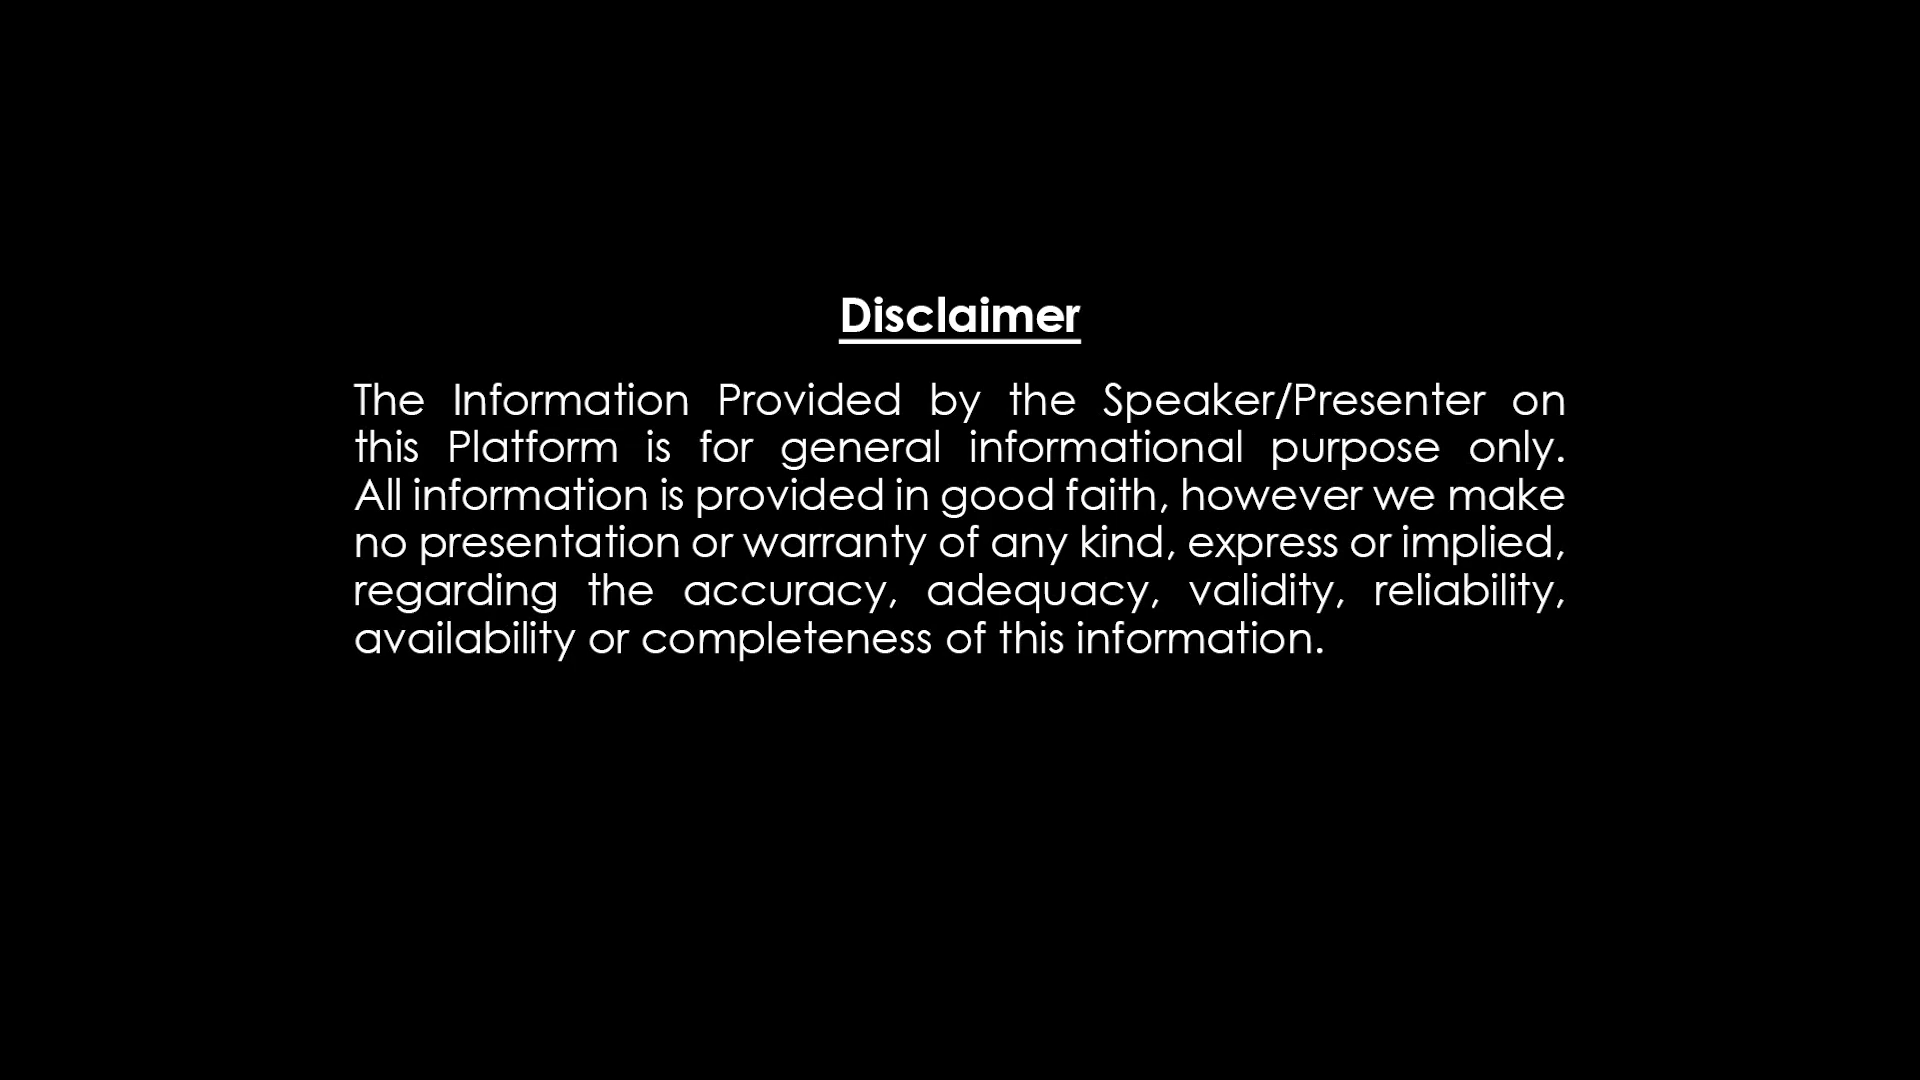 Disclaimer
The Information Provided by the Speaker/Presenter on
this Platform is for general informational purpose only.
All information is provided in good faith, however we make
no presentation or warranty of any kind, express or implied,
regarding the accuracy, adequacy, validity, reliability,
availability or completeness of this information.